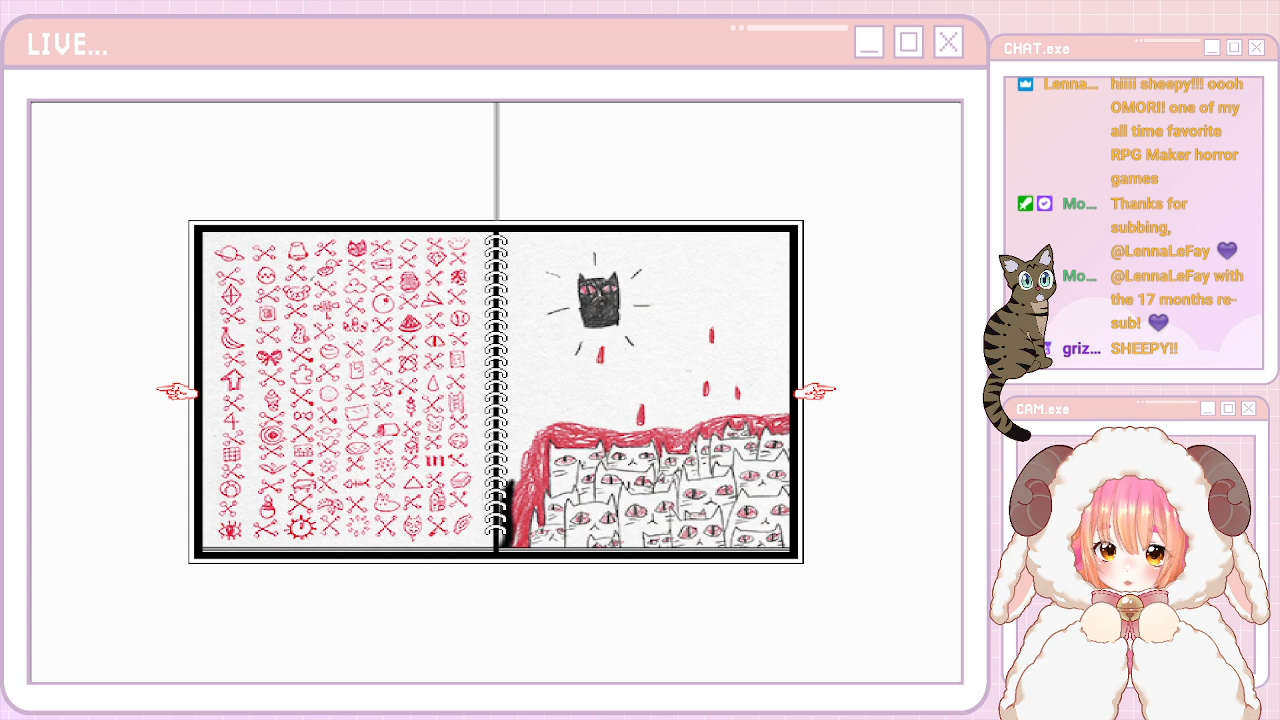 LIVE...
CHAT.exe
Lenna... hiiii sheepy!!! oooh
OMORI! one of my
all time favorite
RPG Maker horror
games
Mo... Thanks for
subbing,
@LennaLeFay 💜
Mo... @LennaLeFay with
the 17 months re-
sub! 💜
griz... SHEEPY!!
CAM.exe